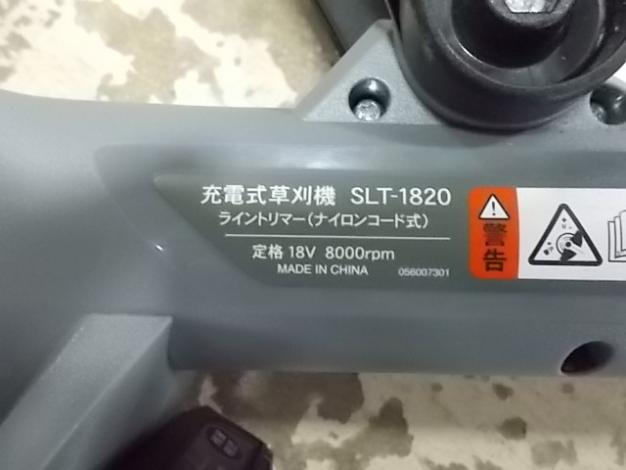 充電式草刈機 SLT-1820
ライントリマー(ナイロンコード式)
定格 18V 8000rpm
MADE IN CHINA 056007301
警告